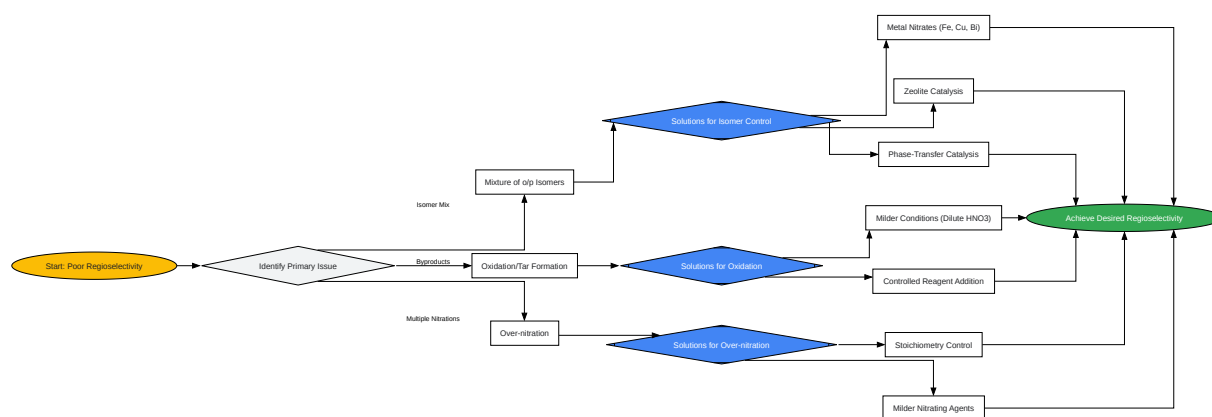 Start: Poor Regioselectivity
Identify Primary Issue
Isomer Mix
Byproducts
Multiple Nitrations
Mixture of o/p Isomers
Oxidation/Tar Formation
Over-nitration
Solutions for Isomer Control
Solutions for Oxidation
Solutions for Over-nitration
Metal Nitrates (Fe, Cu, Bi)
Zeolite Catalysis
Phase-Transfer Catalysis
Milder Conditions (Dilute HNO3)
Controlled Reagent Addition
Stoichiometry Control
Milder Nitrating Agents
Achieve Desired Regioselectivity